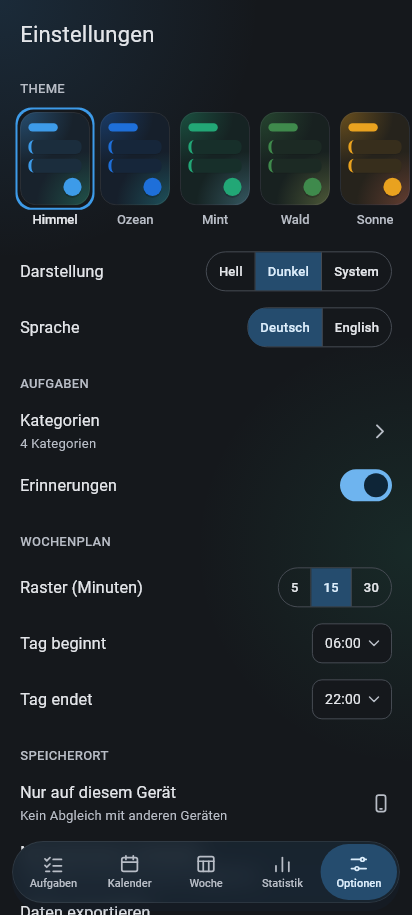 Einstellungen
THEME
Himmel Ozean Mint Wald Sonne
Darstellung Hell Dunkel System
Sprache Deutsch English
AUFGABEN
Kategorien
4 Kategorien
Erinnerungen
WOCHENPLAN
Raster (Minuten) 5 15 30
Tag beginnt 06:00
Tag endet 22:00
SPEICHERORT
Nur auf diesem Gerät
Kein Abgleich mit anderen Geräten
Aufgaben Kalender Woche Statistik Optionen
Daten exportieren